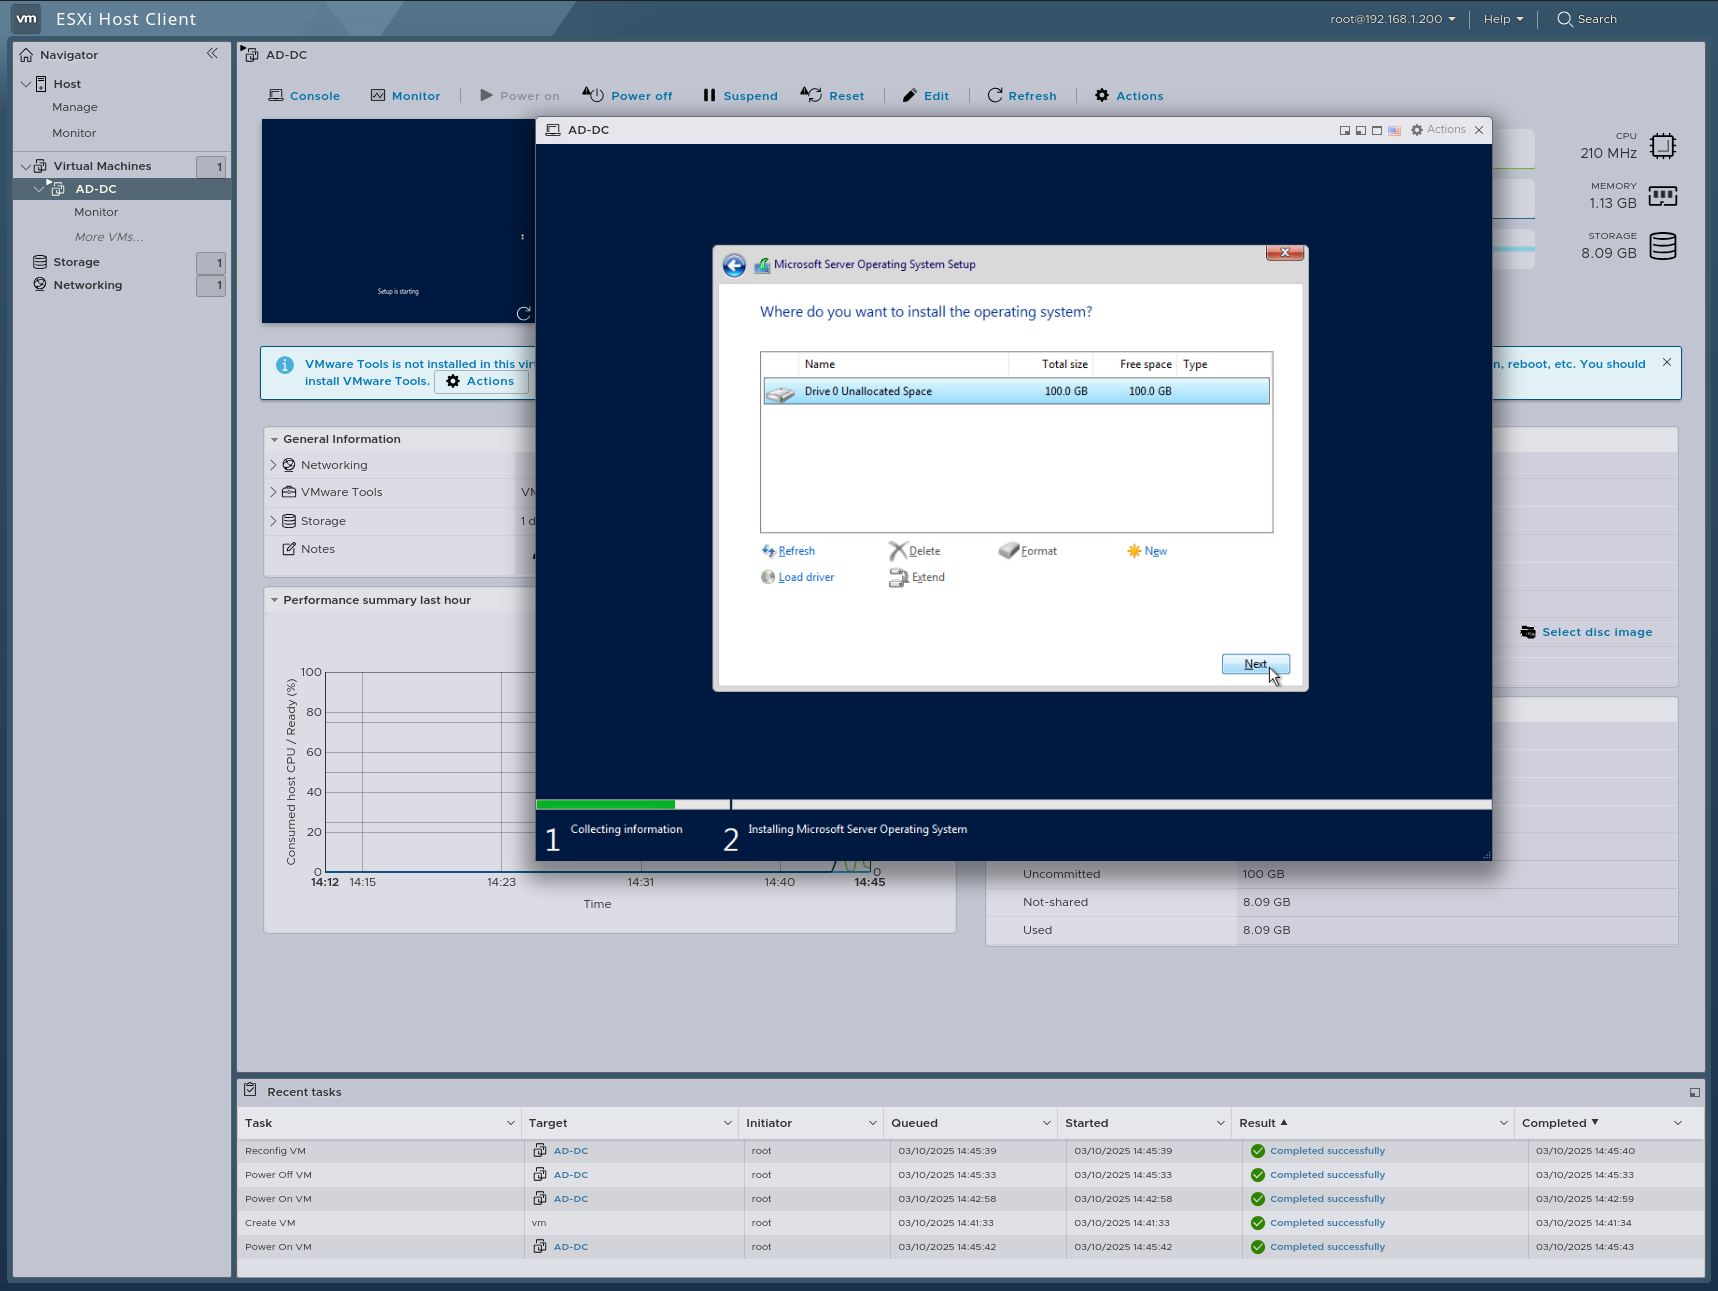 vm ESXi Host Client
root@192.168.1.200 Help Search
Navigator
Host
Manage
Monitor
Virtual Machines 1
AD-DC
Monitor
More VMs...
Storage 1
Networking 1
AD-DC
Console Monitor Power on Power off Suspend Reset Edit Refresh Actions
Setup is starting
CPU
210 MHz
MEMORY
1.13 GB
STORAGE
8.09 GB
VMware Tools is not installed in this
install VMware Tools. Actions
reboot, etc. You should
General Information
Networking
VMware Tools
Storage
1 d
Notes
Performance summary last hour
Consumed host CPU / Ready (%)
100
80
60
40
20
0
0
14:12 14:15 14:23 14:31 14:40 14:45
Time
AD-DC
Actions
Microsoft Server Operating System Setup
Where do you want to install the operating system?
Name Total size Free space Type
Drive 0 Unallocated Space 100.0 GB 100.0 GB
Refresh Delete Format New
Load driver Extend
Next
1 Collecting information
2 Installing Microsoft Server Operating System
Select disc image
Uncommitted 100 GB
Not-shared 8.09 GB
Used 8.09 GB
Recent tasks
Task Target Initiator Queued Started Result Completed
Reconfig VM AD-DC root 03/10/2025 14:45:39 03/10/2025 14:45:39 Completed successfully 03/10/2025 14:45:40
Power Off VM AD-DC root 03/10/2025 14:45:33 03/10/2025 14:45:33 Completed successfully 03/10/2025 14:45:33
Power On VM AD-DC root 03/10/2025 14:42:58 03/10/2025 14:42:58 Completed successfully 03/10/2025 14:42:59
Create VM vm root 03/10/2025 14:41:33 03/10/2025 14:41:33 Completed successfully 03/10/2025 14:41:34
Power On VM AD-DC root 03/10/2025 14:45:42 03/10/2025 14:45:42 Completed successfully 03/10/2025 14:45:43